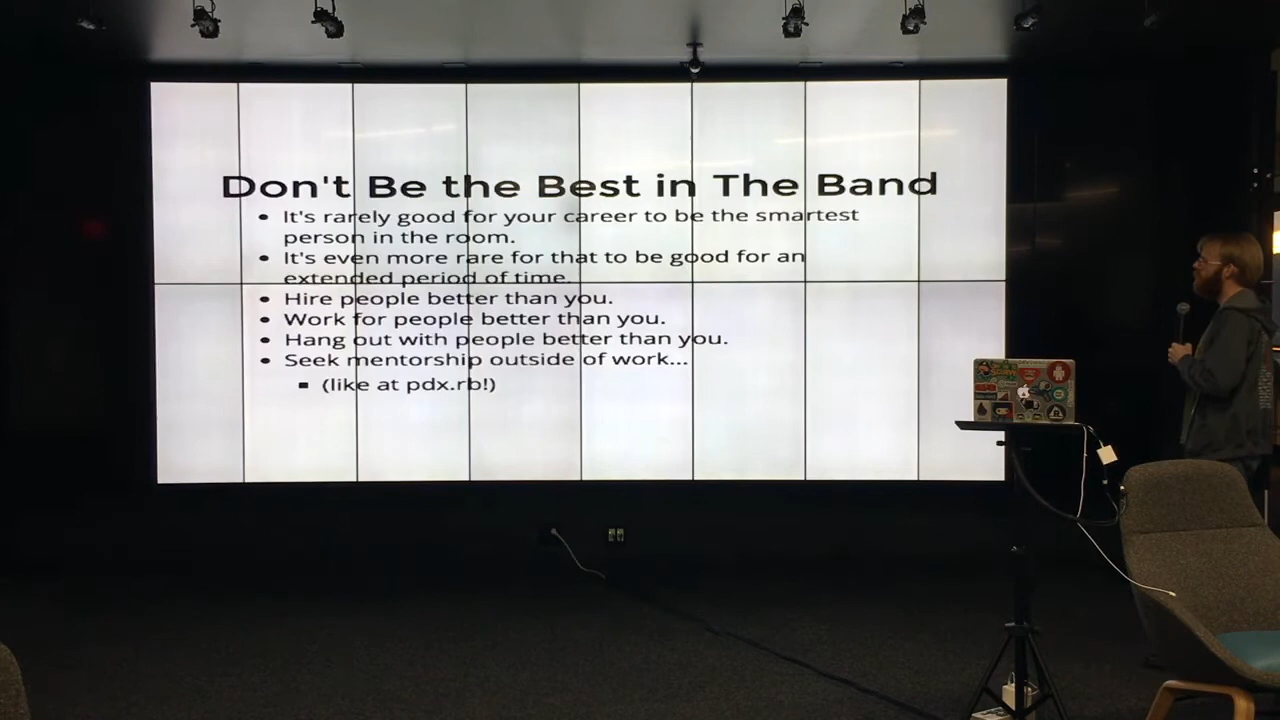 Don't Be the Best in The Band
• It's rarely good for your career to be the smartest
person in the room.
• It's even more rare for that to be good for an
extended period of time.
• Hire people better than you.
• Work for people better than you.
• Hang out with people better than you.
• Seek mentorship outside of work...
▪ (like at pdx.rb!)